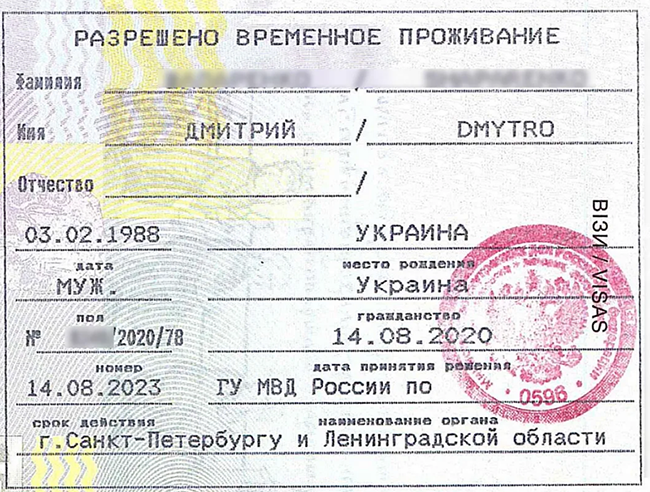 РАЗРЕШЕНО ВРЕМЕННОЕ ПРОЖИВАНИЕ
Фамилия /
Имя ДМИТРИЙ / DMYTRO
Отчество /
03.02.1988 УКРАИНА
дата место рождения
МУЖ. Украина
пол гражданство
№ /2020/78 14.08.2020
номер дата принятия решения
14.08.2023 ГУ МВД России по
срок действия наименование органа
г.Санкт-Петербургу и Ленинградской области
ВІЗИ / VISAS
0596